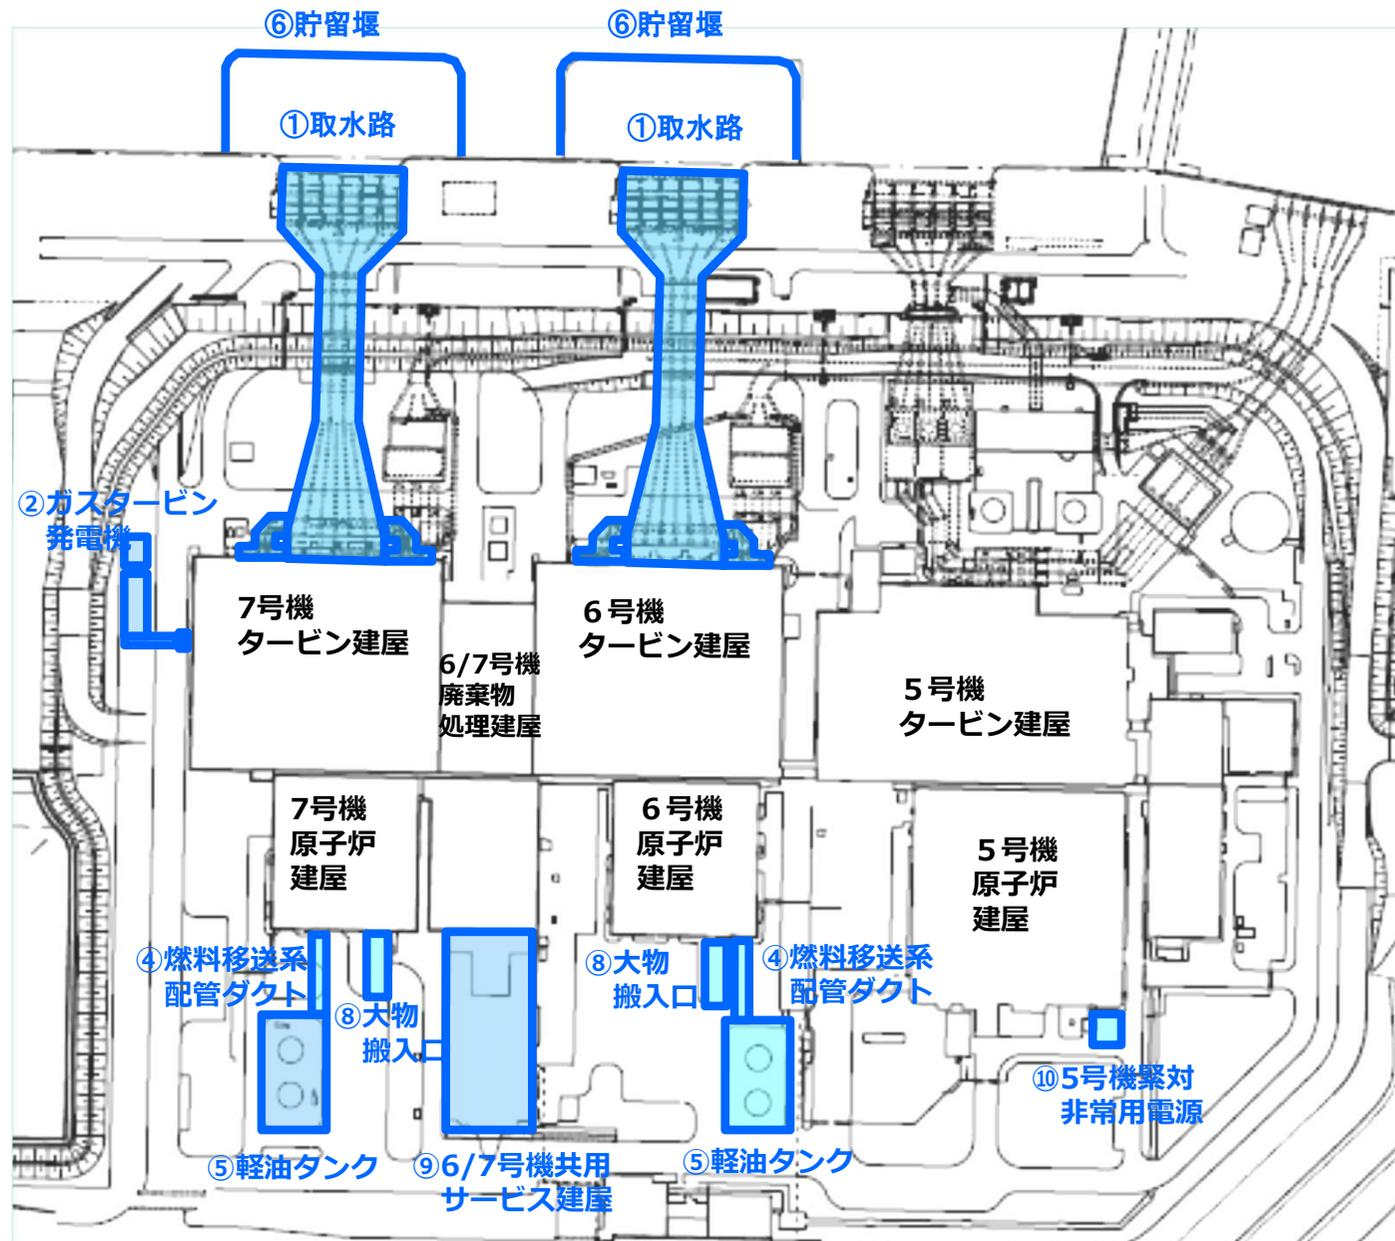 ⑥貯留堰
⑥貯留堰
①取水路
①取水路
②ガスタービン
発電機
7号機
タービン建屋
6/7号機
廃棄物
処理建屋
６号機
タービン建屋
５号機
タービン建屋
7号機
原子炉
建屋
６号機
原子炉
建屋
５号機
原子炉
建屋
④燃料移送系
配管ダクト
⑧大物
搬入口
⑧大物
搬入口
④燃料移送系
配管ダクト
⑩5号機緊対
非常用電源
⑤軽油タンク
⑨6/7号機共用
サービス建屋
⑤軽油タンク